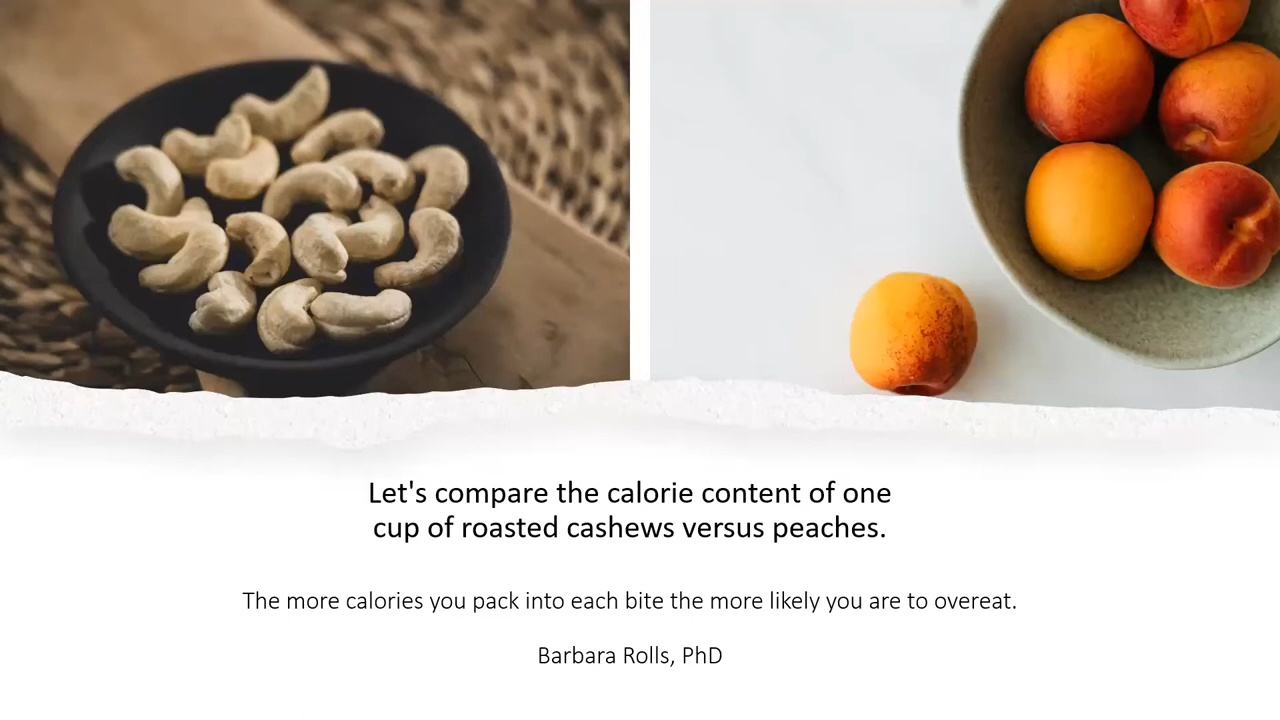 Let's compare the calorie content of one
cup of roasted cashews versus peaches.
The more calories you pack into each bite the more likely you are to overeat.
Barbara Rolls, PhD